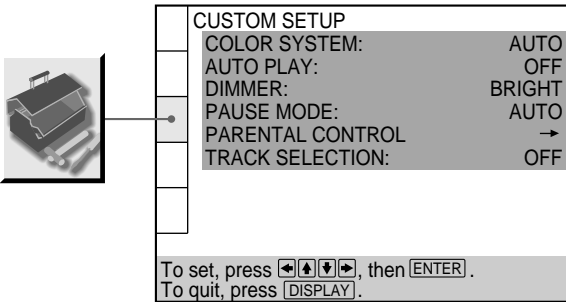 CUSTOM SETUP
COLOR SYSTEM: AUTO
AUTO PLAY: OFF
DIMMER: BRIGHT
PAUSE MODE: AUTO
PARENTAL CONTROL →
TRACK SELECTION: OFF
To set, press ←↑↓→, then ENTER.
To quit, press DISPLAY.